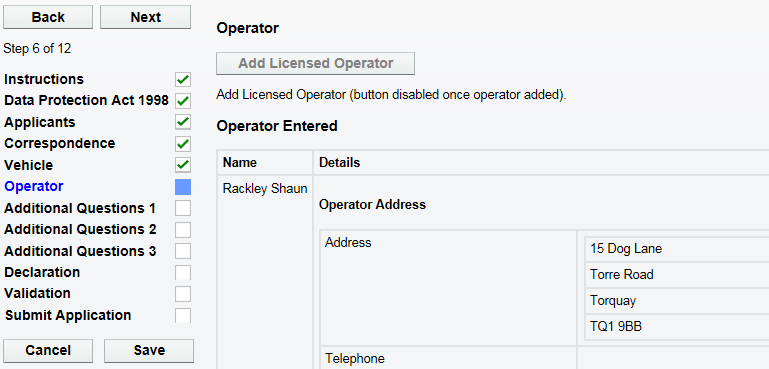 Back
Next
Step 6 of 12
Instructions
Data Protection Act 1998
Applicants
Correspondence
Vehicle
Operator
Additional Questions 1
Additional Questions 2
Additional Questions 3
Declaration
Validation
Submit Application
Cancel
Save
Operator
Add Licensed Operator
Add Licensed Operator (button disabled once operator added).
Operator Entered
Name
Details
Rackley Shaun
Operator Address
Address
15 Dog Lane
Torre Road
Torquay
TQ1 9BB
Telephone